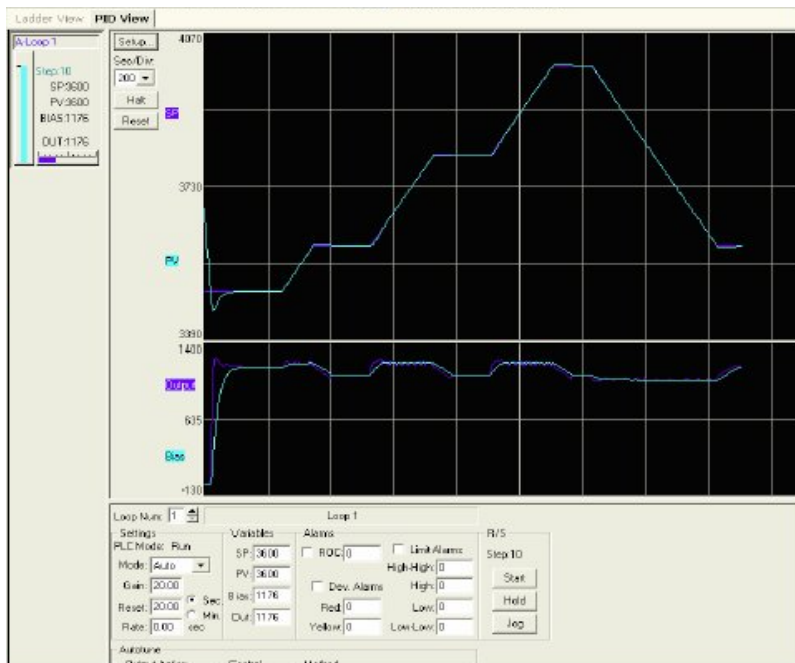 Ladder View PID View
A-Loop 1
Step:10
SP:3600
PV:3600
BIAS:1176
OUT:1176
Setup...
Sec/Div:
200
Halt
Reset
4070
SP
3730
PV
3390
1400
Output
635
Bias
-130
Loop Num: 1 Loop 1
Settings
PLC Mode: Run
Mode: Auto
Gain: 20.00
Reset: 20.00
Sec.
Min.
Rate: 0.00 sec
Variables
SP: 3600
PV: 3600
Bias: 1176
Out: 1176
Alarms
ROC: 0
Dev. Alarms
Red: 0
Yellow: 0
Limit Alarms
High-High: 0
High: 0
Low: 0
Low-Low: 0
R/S
Step:10
Start
Hold
Jog
Autotune